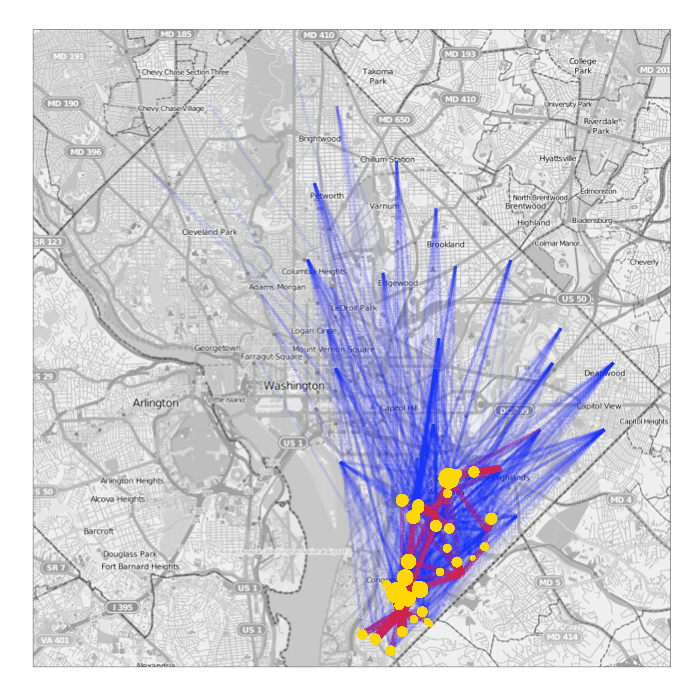 MD 185
MD 410
MD 191
MD 193
College
Park
Chevy Chase Section Three
Takoma
Park
MD 201
MD 190
Chevy Chase Village
MD 410
University Park
MD 650
Riverdale
Park
Brightwood
MD 396
Chillum Station
Hyattsville
Petworth
Edmonston
North Brentwood
Varnum
Brentwood
Bladensburg
Highland
Cleveland Park
SR 123
Brookland
Colmar Manor
Cheverly
Columbia Heights
Adams Morgan
Edgewood
US 50
LeDroit Park
Logan Circle
Georgetown
Mount Vernon Square
Farragut Square
S 29
Deanwood
Washington
Arlington
Capitol Hill
Capitol View
Capitol Heights
US 1
Arlington Heights
S 50
Alcova Heights
MD 4
Barcroft
Douglas Park
Fort Barnard Heights
SR 7
MD 5
US 1
I 395
US 1
VA 401
MD 414
Alexandria